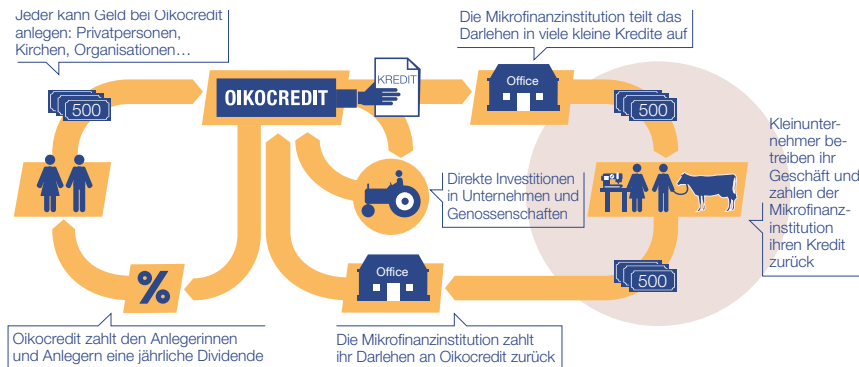 Jeder kann Geld bei Oikocredit
anlegen: Privatpersonen,
Kirchen, Organisationen…
500
OIKOCREDIT
KREDIT
Die Mikrofinanzinstitution teilt das
Darlehen in viele kleine Kredite auf
Office
500
Kleinunter-
nehmer be-
treiben ihr
Geschäft und
zahlen der
Mikrofinanz-
institution
ihren Kredit
zurück
Direkte Investitionen
in Unternehmen und
Genossenschaften
%
Office
500
Oikocredit zahlt den Anlegerinnen
und Anlegern eine jährliche Dividende
Die Mikrofinanzinstitution zahlt
ihr Darlehen an Oikocredit zurück